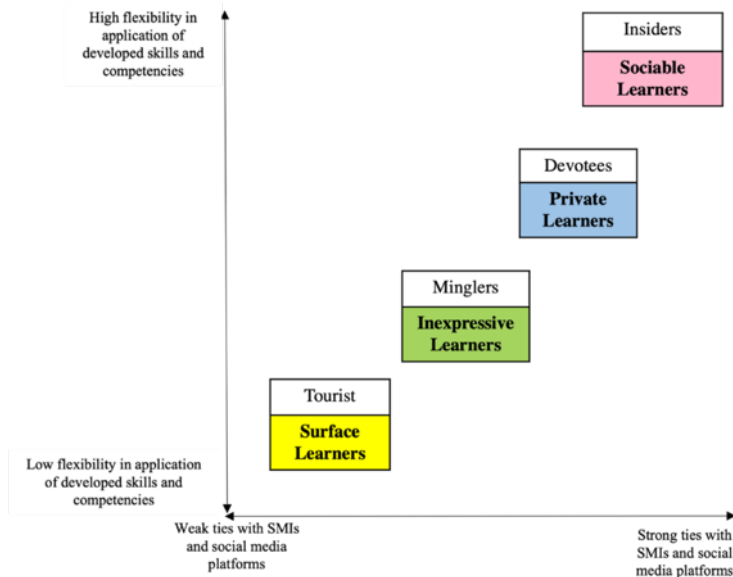 High flexibility in
application of
developed skills and
competencies
Insiders
Sociable
Learners
Devotees
Private
Learners
Minglers
Inexpressive
Learners
Tourist
Surface
Learners
Low flexibility in application
of developed skills and
competencies
Weak ties with SMIs
and social media
platforms
Strong ties with
SMIs and social
media platforms